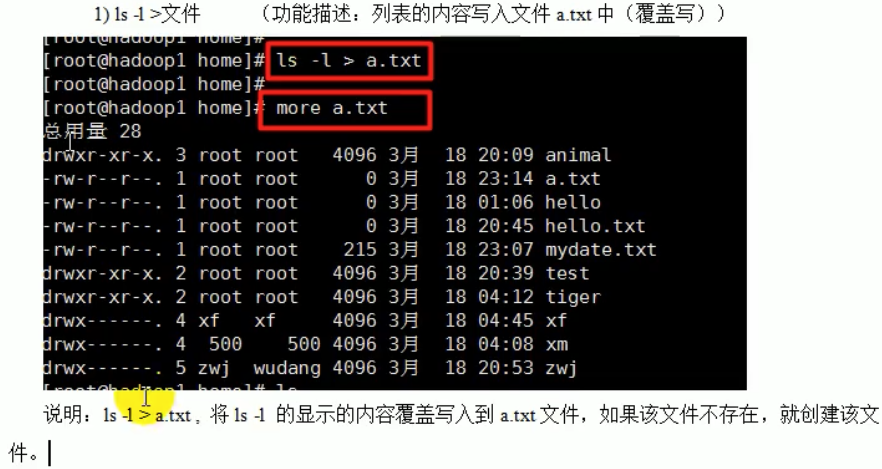 1) ls -l >文件 （功能描述：列表的内容写入文件 a.txt 中（覆盖写））
[root@hadoop1 home]#
[root@hadoop1 home]# ls -l > a.txt
[root@hadoop1 home]#
[root@hadoop1 home]# more a.txt
总用量 28
drwxr-xr-x. 3 root root 4096 3月 18 20:09 animal
-rw-r--r--. 1 root root 0 3月 18 23:14 a.txt
-rw-r--r--. 1 root root 0 3月 18 01:06 hello
-rw-r--r--. 1 root root 0 3月 18 20:45 hello.txt
-rw-r--r--. 1 root root 215 3月 18 23:07 mydate.txt
drwxr-xr-x. 2 root root 4096 3月 18 20:39 test
drwxr-xr-x. 2 root root 4096 3月 18 04:12 tiger
drwx------. 4 xf xf 4096 3月 18 04:45 xf
drwx------. 4 500 500 4096 3月 18 04:08 xm
drwx------. 5 zwj wudang 4096 3月 18 20:53 zwj
[root@hadoop1 home]# ls
说明：ls -l > a.txt , 将 ls -l 的显示的内容覆盖写入到 a.txt 文件，如果该文件不存在，就创建该文
件。